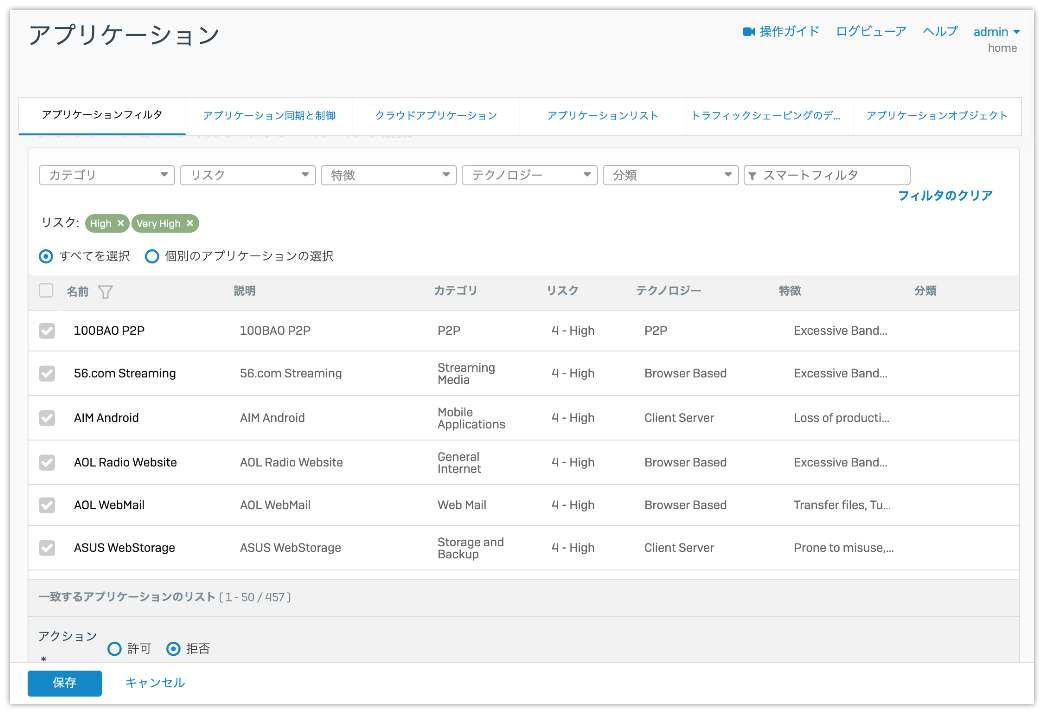 アプリケーション
操作ガイド ログビューア ヘルプ admin
home
アプリケーションフィルタ アプリケーション同期と制御 クラウドアプリケーション アプリケーションリスト トラフィックシェーピングのデ... アプリケーションオブジェクト
カテゴリ リスク 特徴 テクノロジー 分類 スマートフィルタ
フィルタのクリア
リスク: High × Very High ×
すべてを選択 個別のアプリケーションの選択
名前 説明 カテゴリ リスク テクノロジー 特徴 分類
100BAO P2P 100BAO P2P P2P 4 - High P2P Excessive Band...
56.com Streaming 56.com Streaming Streaming Media 4 - High Browser Based Excessive Band...
AIM Android AIM Android Mobile Applications 4 - High Client Server Loss of producti...
AOL Radio Website AOL Radio Website General Internet 4 - High Browser Based Excessive Band...
AOL WebMail AOL WebMail Web Mail 4 - High Browser Based Transfer files, Tu...
ASUS WebStorage ASUS WebStorage Storage and Backup 4 - High Client Server Prone to misuse,...
一致するアプリケーションのリスト ( 1 - 50 / 457 )
アクション
* 許可 拒否
保存 キャンセル